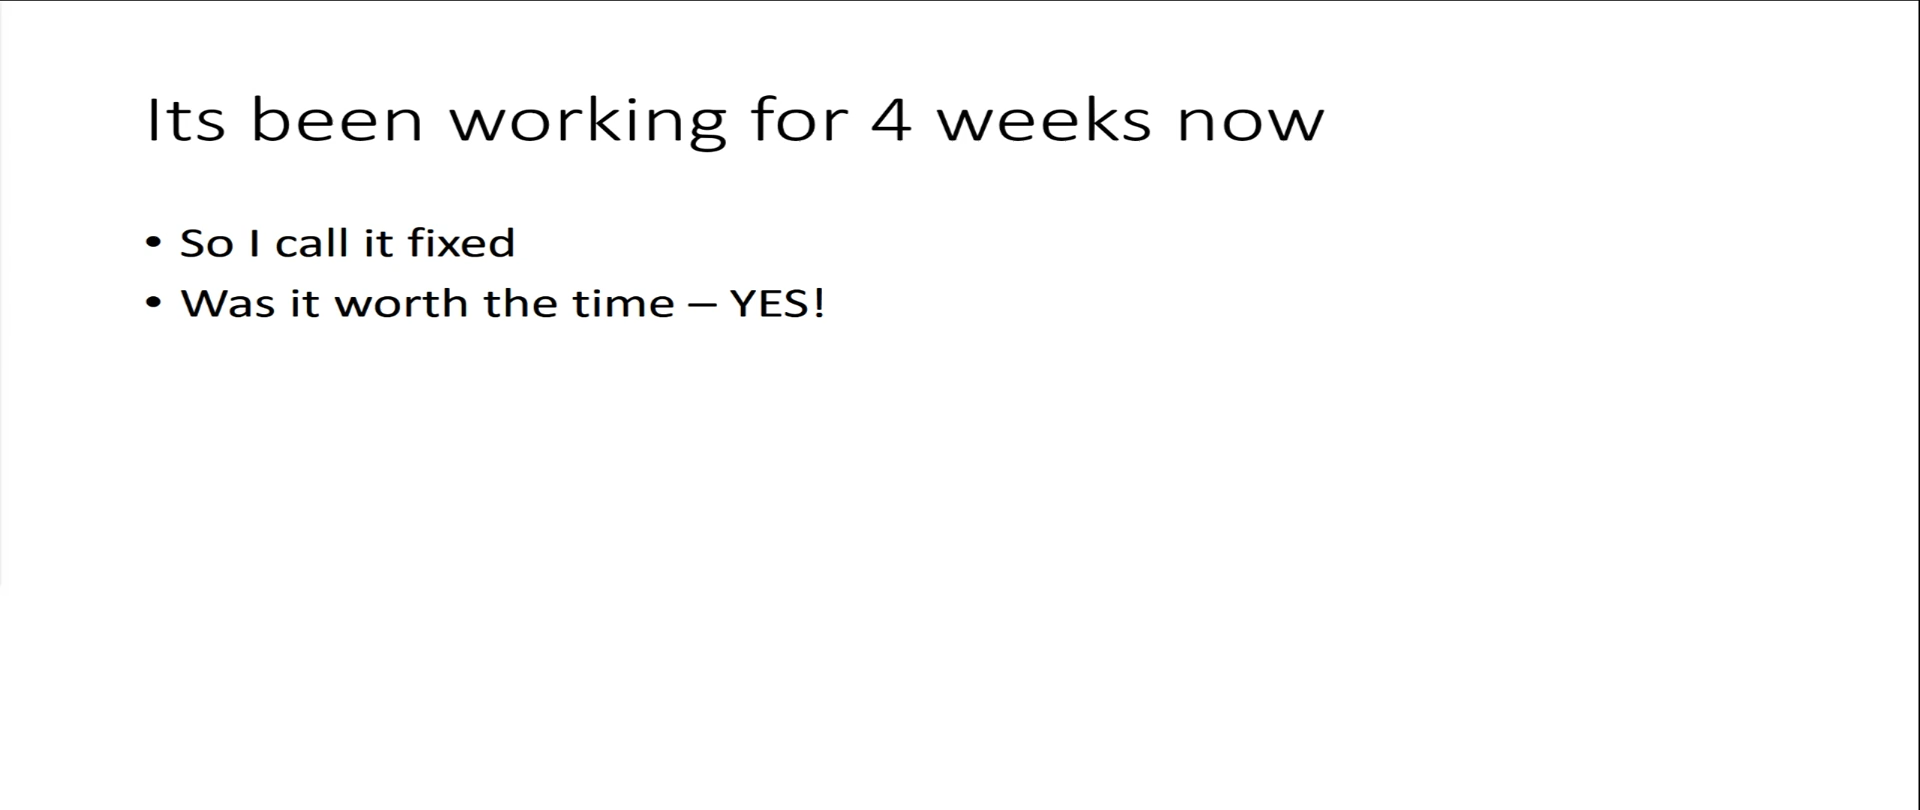 Its been working for 4 weeks now
• So I call it fixed
• Was it worth the time – YES!